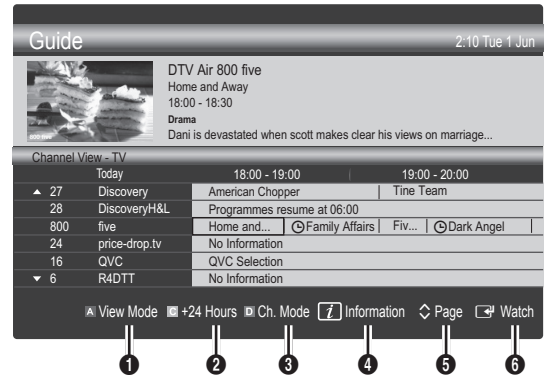 Guide
2:10 Tue 1 Jun
DTV Air 800 five
Home and Away
18:00 - 18:30
Drama
Dani is devastated when scott makes clear his views on marriage...
800 five
Channel View - TV
Today 18:00 - 19:00 19:00 - 20:00
▲ 27 Discovery American Chopper Tine Team
28 DiscoveryH&L Programmes resume at 06:00
800 five Home and... Family Affairs Fiv... Dark Angel
24 price-drop.tv No Information
16 QVC QVC Selection
▼ 6 R4DTT No Information
A View Mode C +24 Hours D Ch. Mode i Information Page Watch
1 2 3 4 5 6